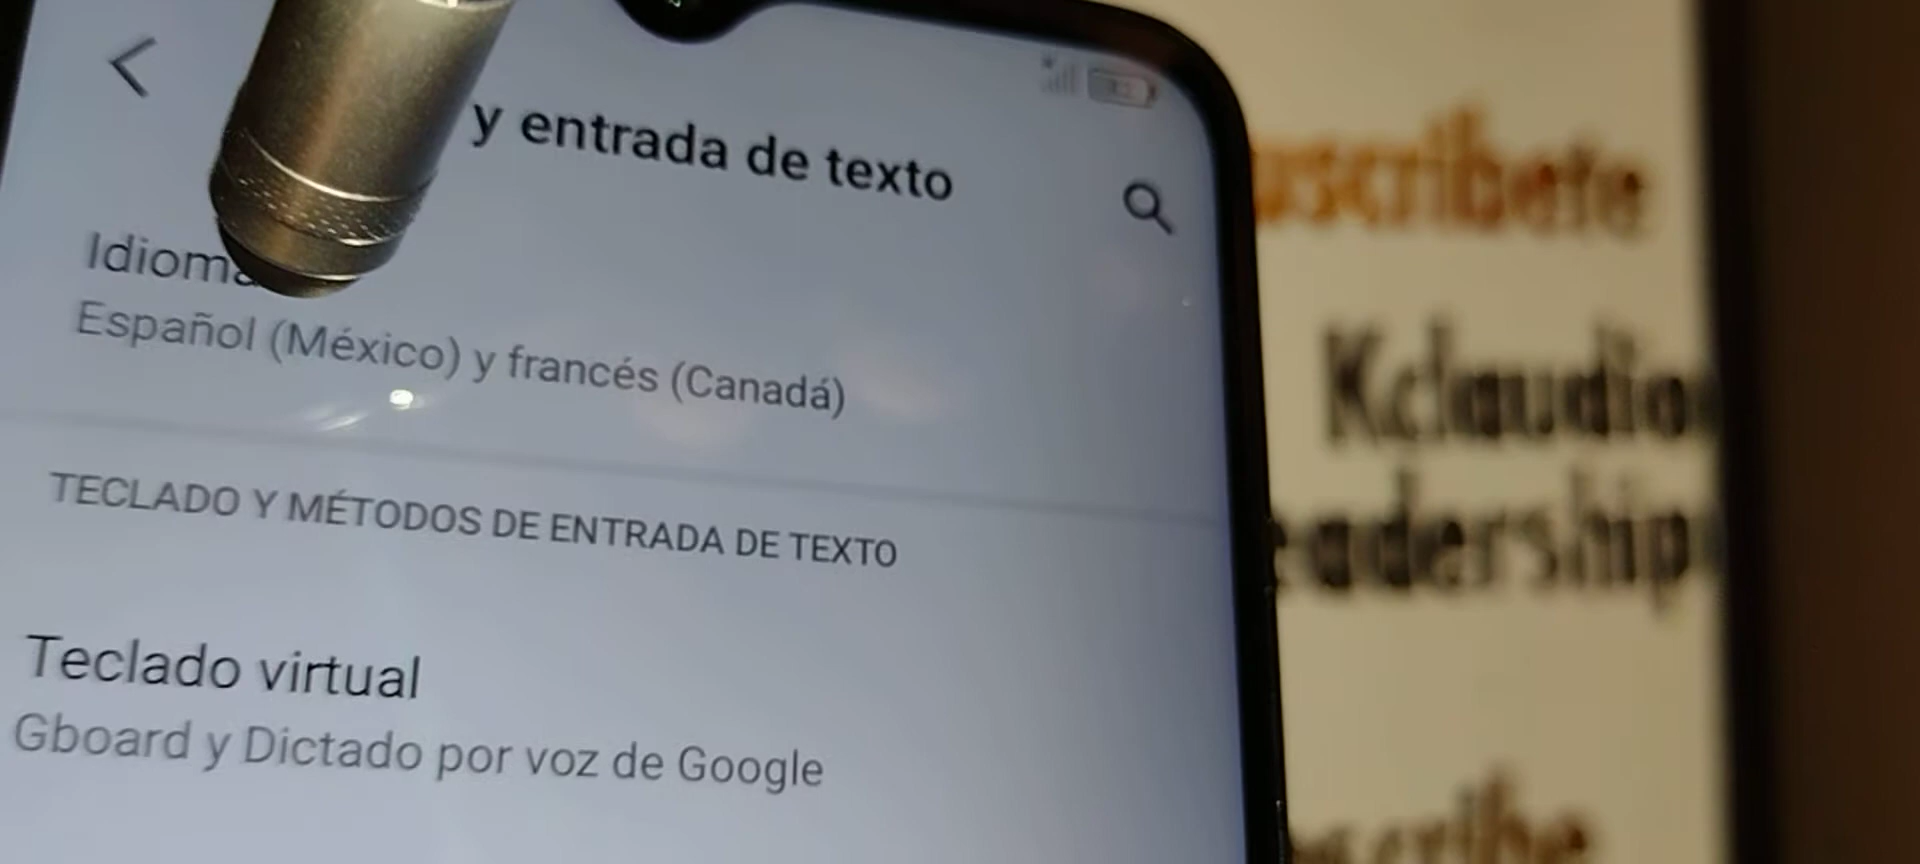 y entrada de texto
Español (México) y francés (Canadá)
TECLADO Y MÉTODOS DE ENTRADA DE TEXTO
Teclado virtual
Gboard y Dictado por voz de Google
Kclaudio